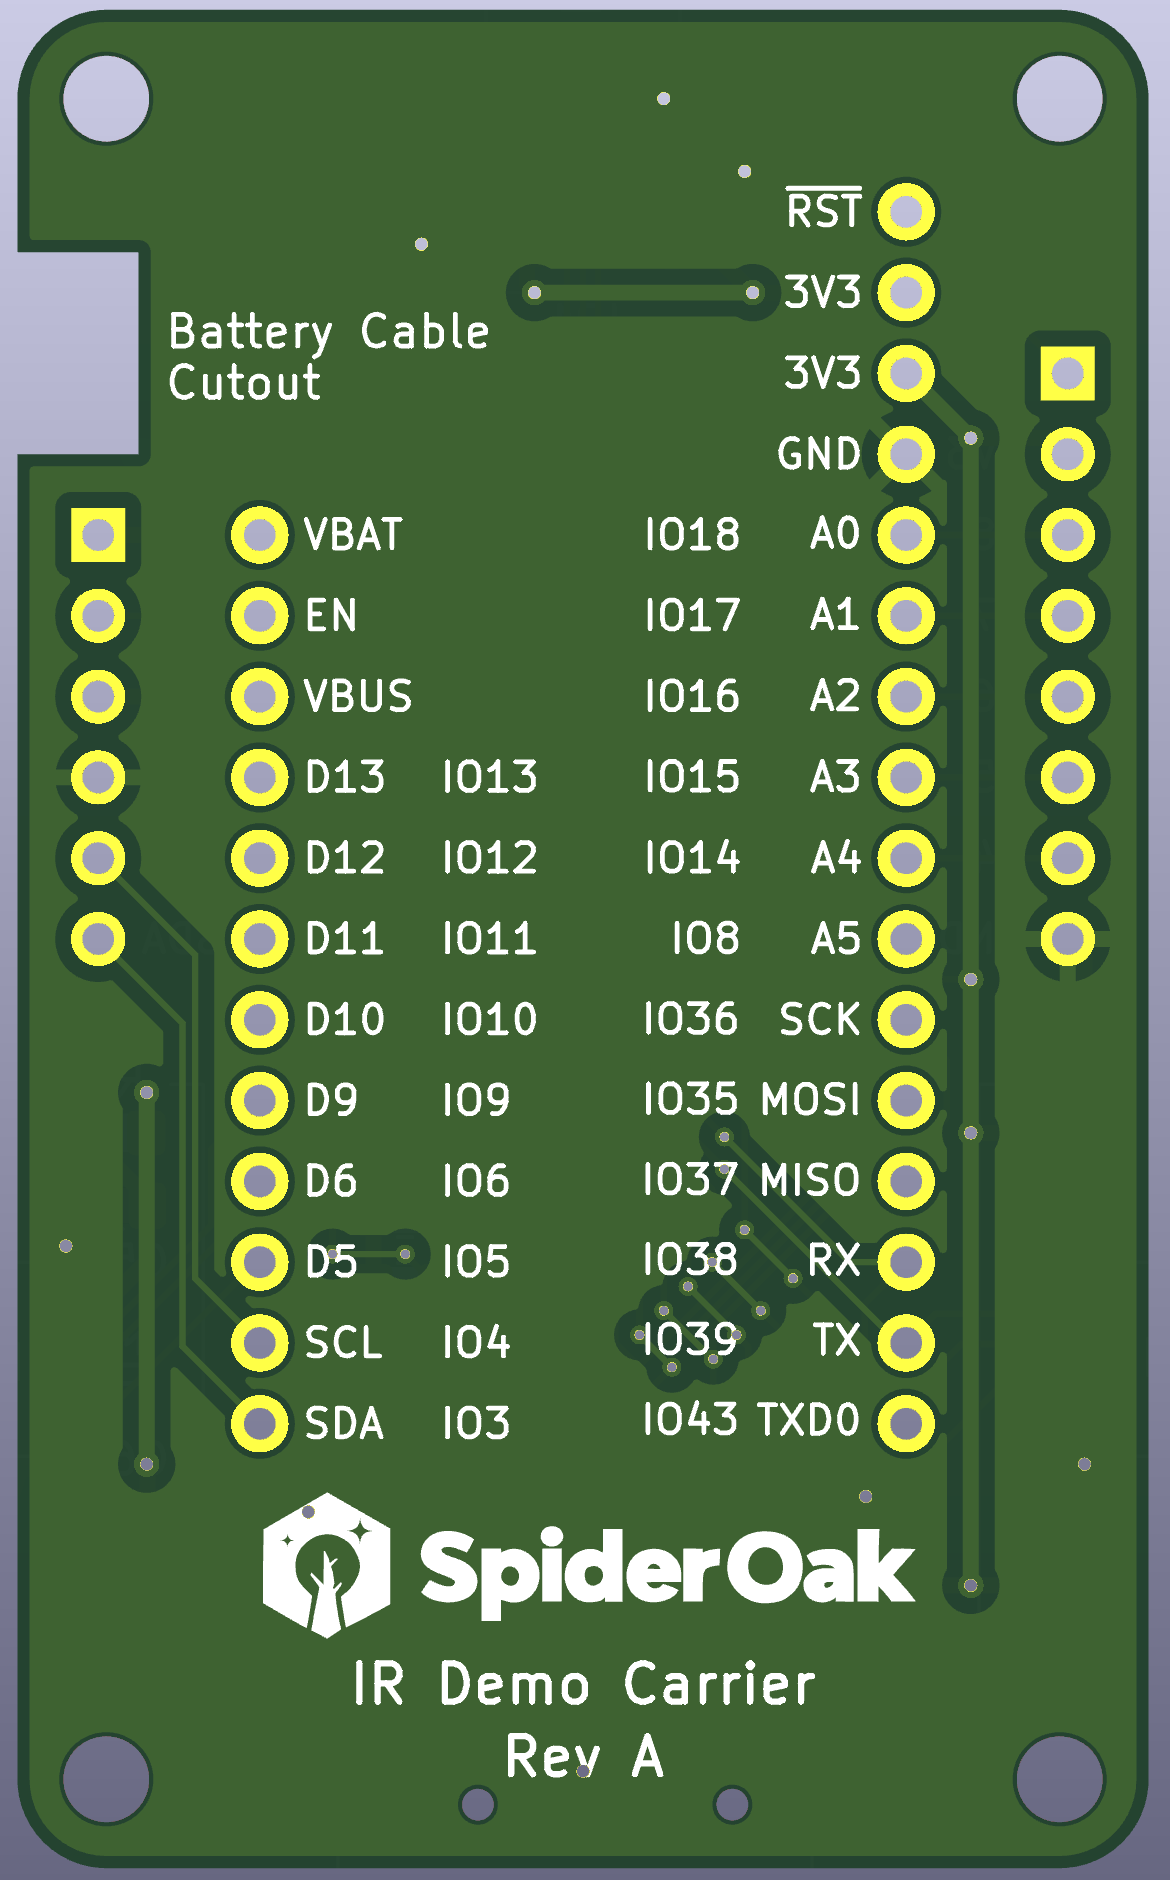 RST
3V3
Battery Cable
Cutout
3V3
GND
VBAT IO18 A0
EN IO17 A1
VBUS IO16 A2
D13 IO13 IO15 A3
D12 IO12 IO14 A4
D11 IO11 IO8 A5
D10 IO10 IO36 SCK
D9 IO9 IO35 MOSI
D6 IO6 IO37 MISO
D5 IO5 IO38 RX
SCL IO4 IO39 TX
SDA IO3 IO43 TXD0
SpiderOak
IR Demo Carrier
Rev A